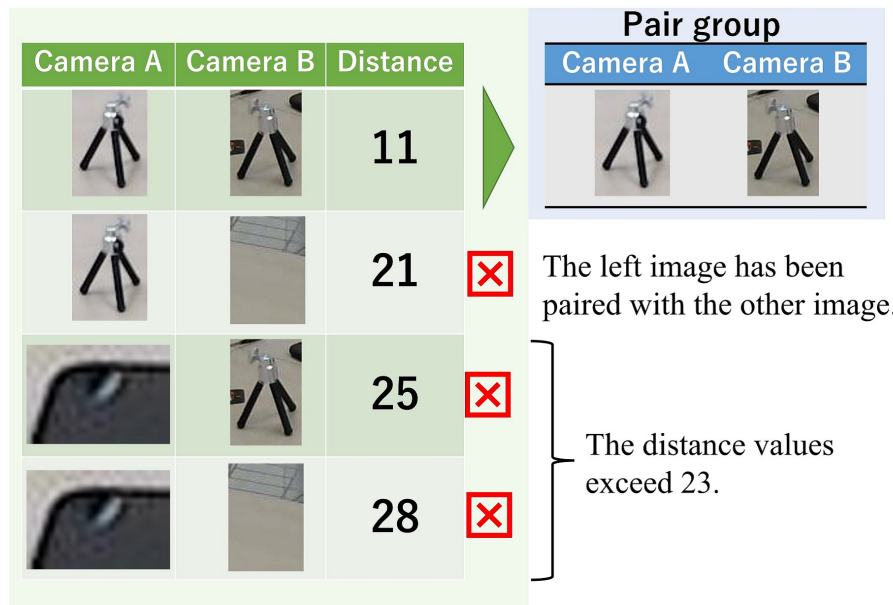 Pair group
Camera A Camera B Distance
Camera A Camera B
11
21
The left image has been
paired with the other image.
25
The distance values
exceed 23.
28